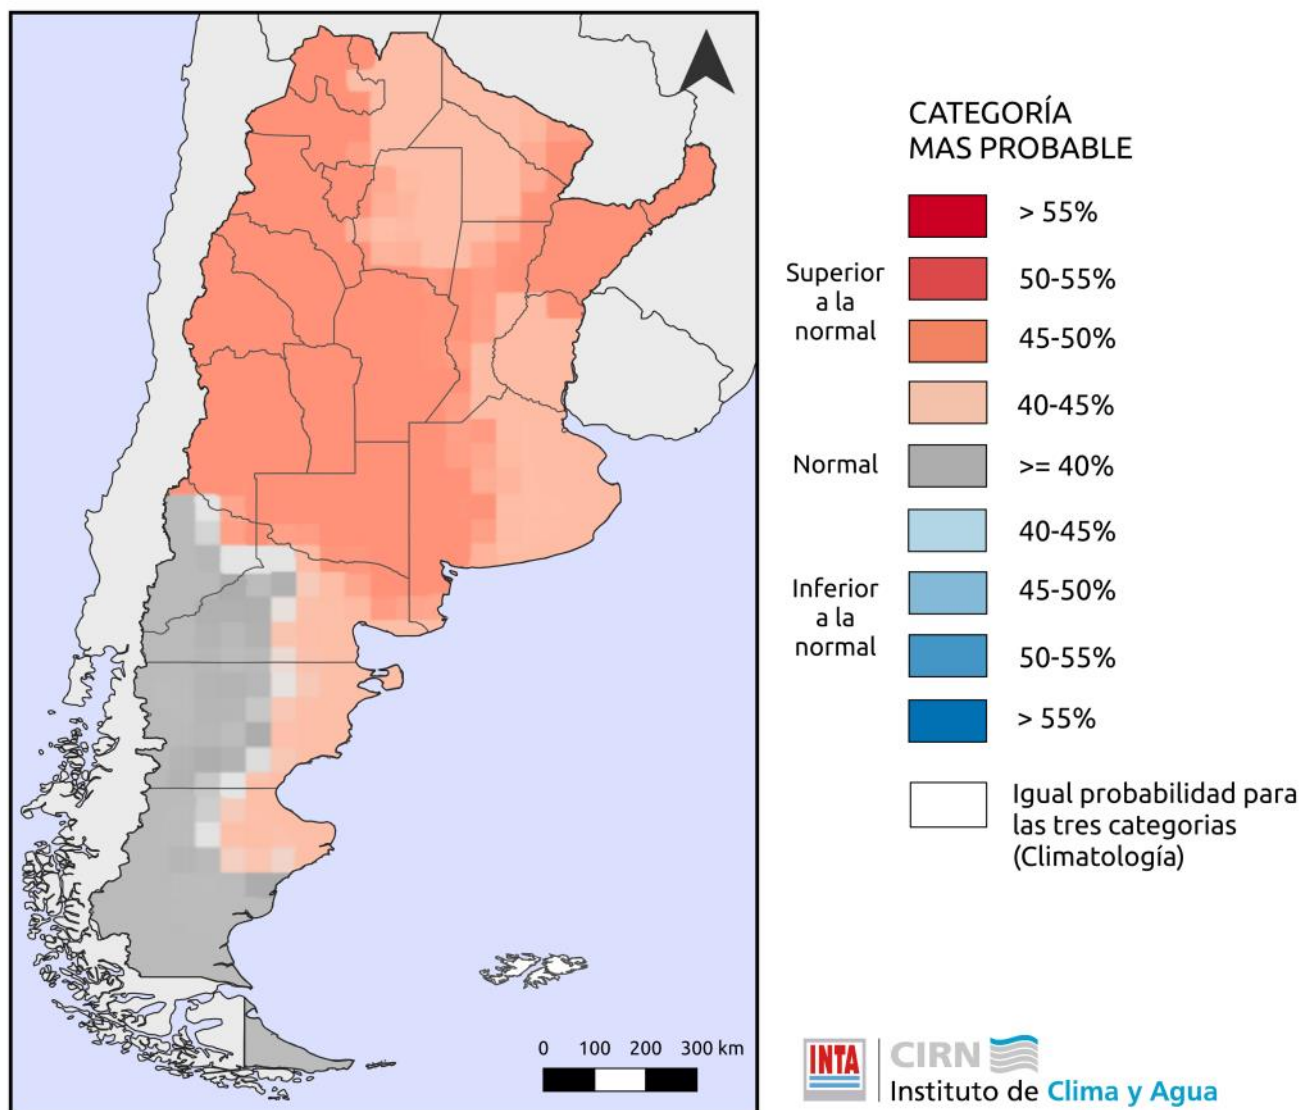 CATEGORÍA
MAS PROBABLE
> 55%
50-55%
Superior
a la
normal
45-50%
40-45%
Normal
>= 40%
40-45%
Inferior
a la
normal
45-50%
50-55%
> 55%
Igual probabilidad para
las tres categorias
(Climatología)
0 100 200 300 km
INTA
CIRN
Instituto de Clima y Agua